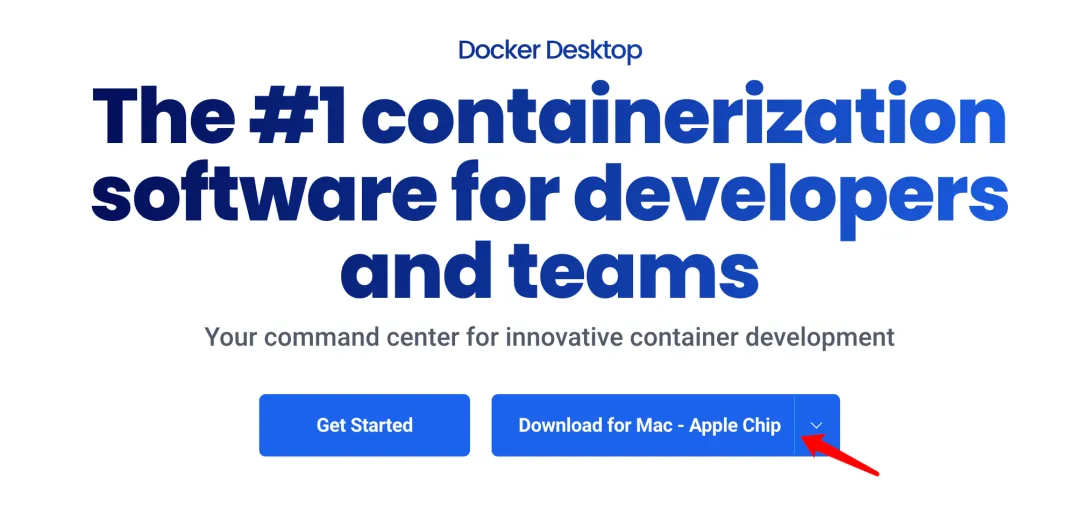 Docker Desktop
The #1 containerization
software for developers
and teams
Your command center for innovative container development
Get Started
Download for Mac - Apple Chip